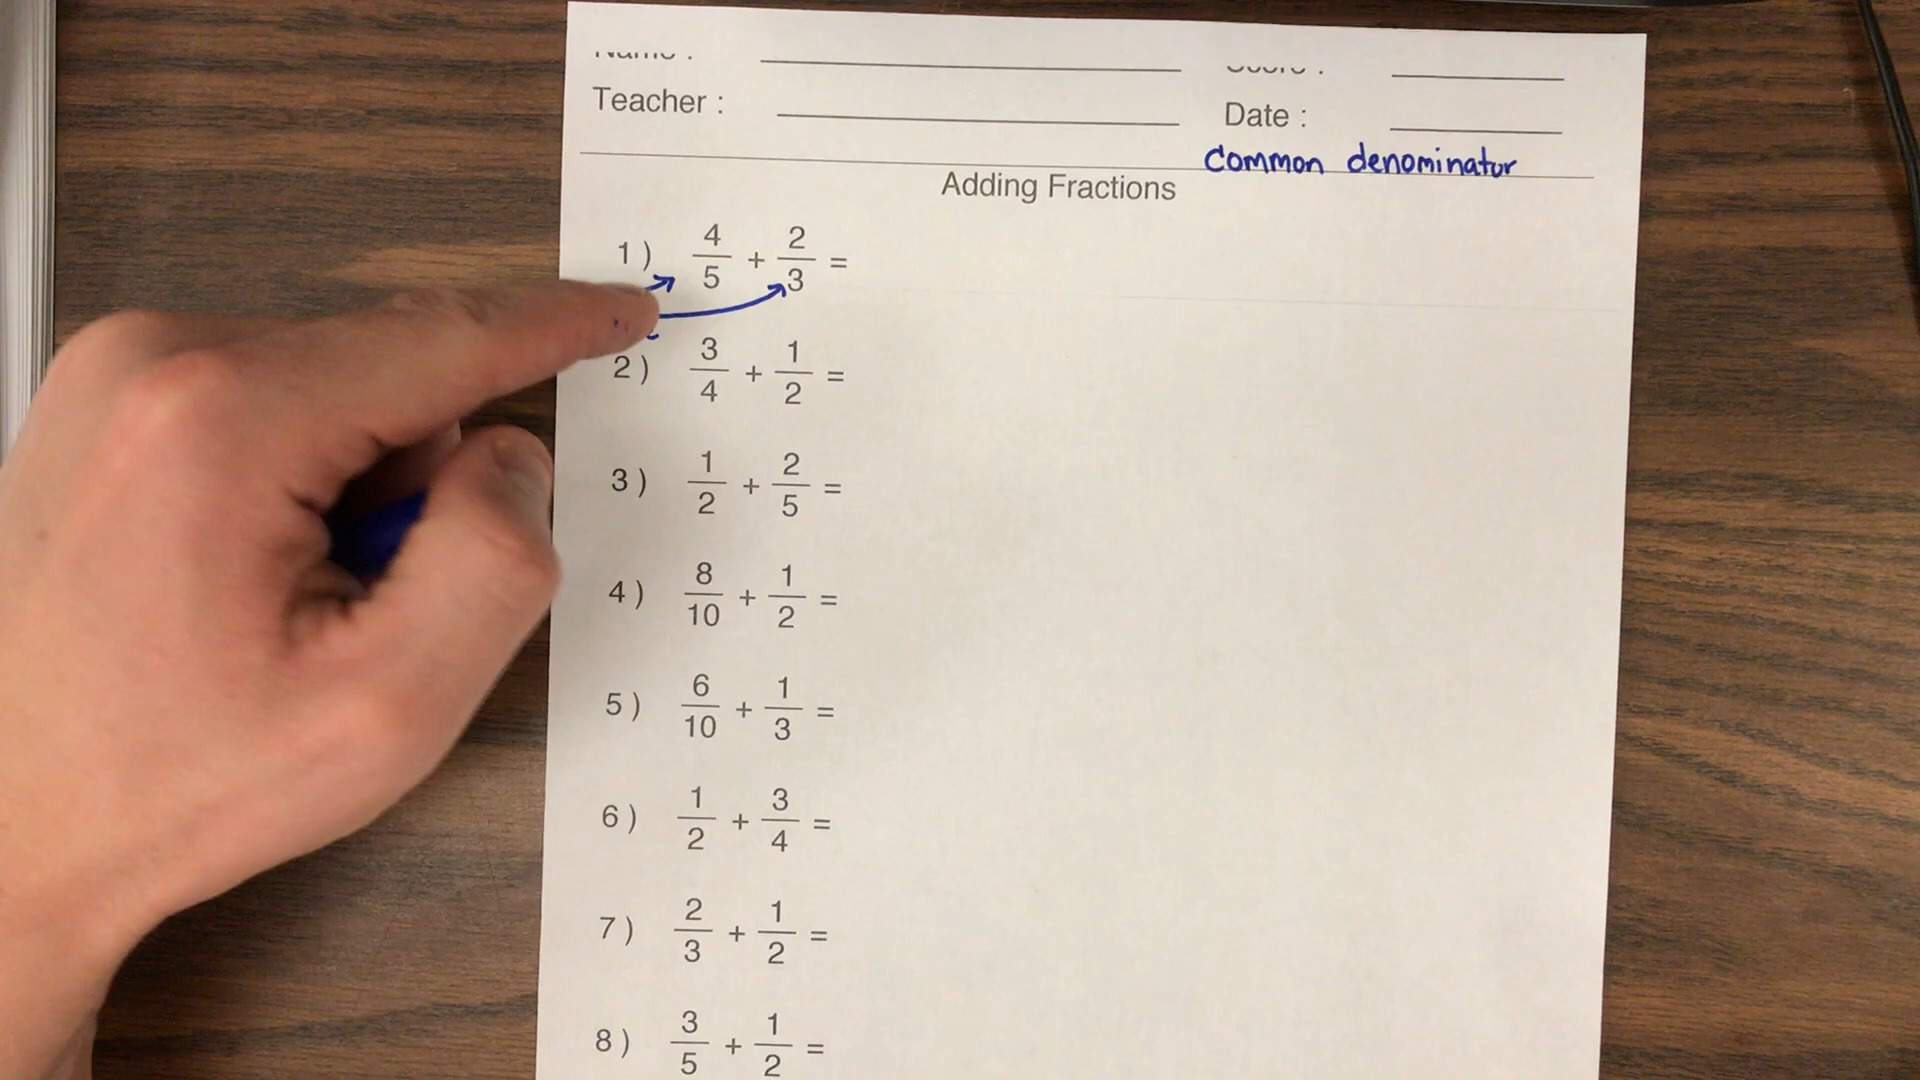 Teacher :
Date :
Common denominator
Adding Fractions
1 ) 4/5 + 2/3 =
2 ) 3/4 + 1/2 =
3 ) 1/2 + 2/5 =
4 ) 8/10 + 1/2 =
5 ) 6/10 + 1/3 =
6 ) 1/2 + 3/4 =
7 ) 2/3 + 1/2 =
8 ) 3/5 + 1/2 =